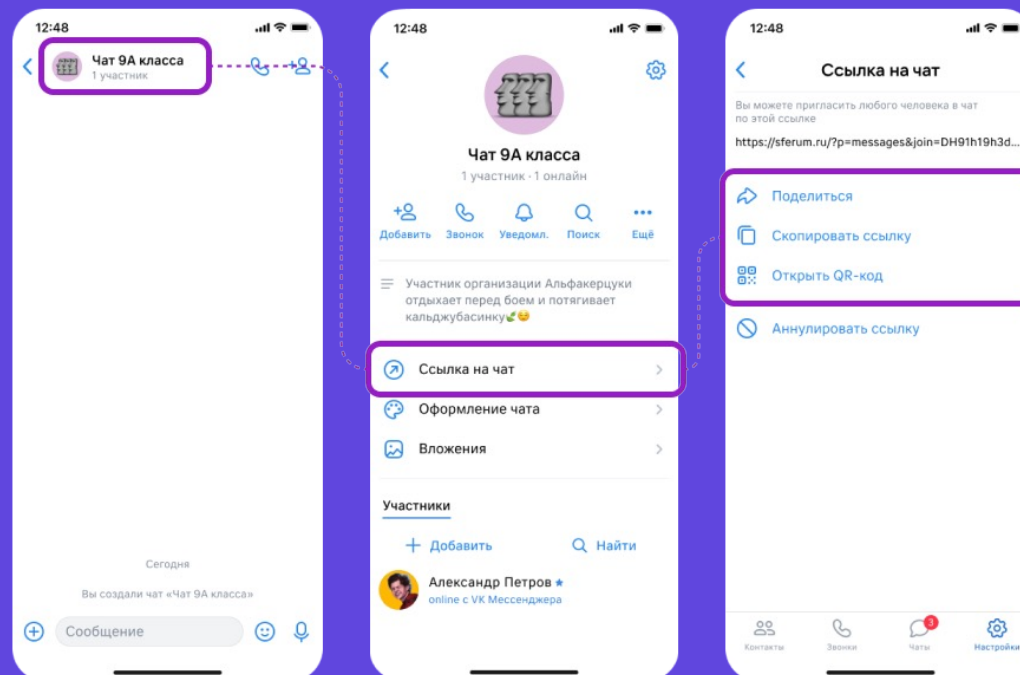 12:48
Чат 9А класса
1 участник
Сегодня
Вы создали чат «Чат 9А класса»
Сообщение
12:48
Чат 9А класса
1 участник · 1 онлайн
Добавить
Звонок
Уведомл.
Поиск
Ещё
Участник организации Альфакерцуки
отдыхает перед боем и потягивает
кальджубасинку🌿☺️
Ссылка на чат
Оформление чата
Вложения
Участники
Добавить
Найти
Александр Петров
online с VK Мессенджера
12:48
Ссылка на чат
Вы можете пригласить любого человека в чат
по этой ссылке
https://sferum.ru/?p=messages&join=DH91h19h3d...
Поделиться
Скопировать ссылку
Открыть QR-код
Аннулировать ссылку
3
Контакты
Звонки
Чаты
Настройки